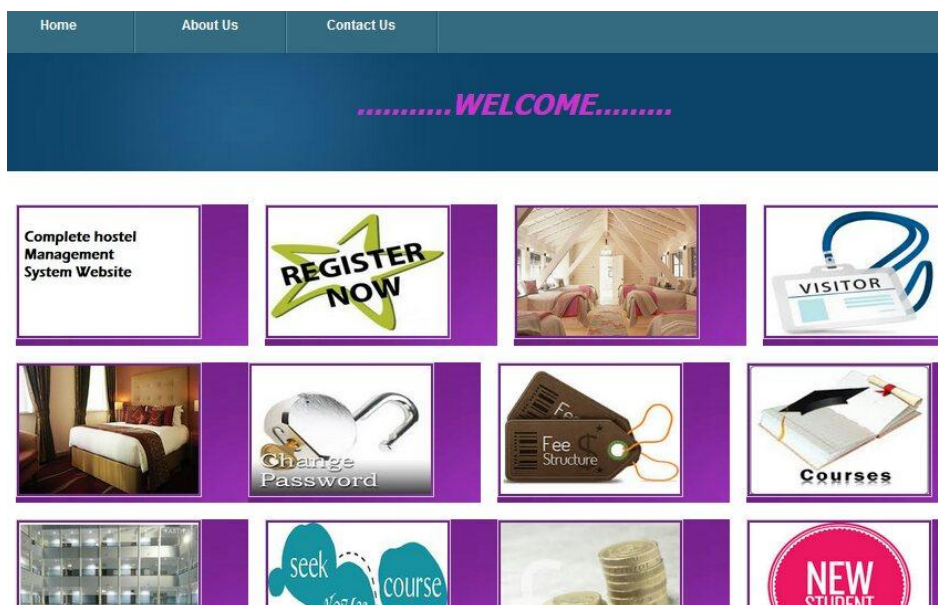 Home About Us Contact Us
...........WELCOME.........
Complete hostel
Management
System Website
REGISTER
NOW
VISITOR
Change
Password
Fee
Fee
Structure
Courses
seek
course
NEW
STUDENT